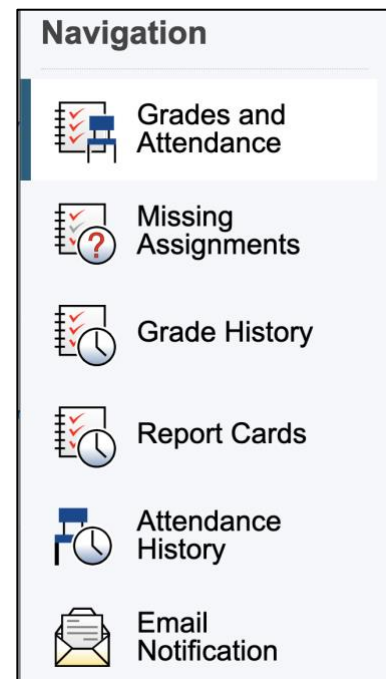 Navigation
Grades and
Attendance
Missing
Assignments
?
Grade History
Report Cards
Attendance
History
Email
Notification